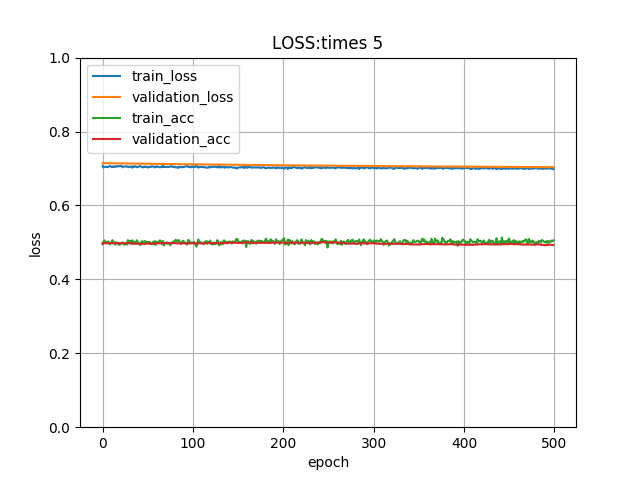 LOSS:times 5
train_loss
validation_loss
train_acc
validation_acc
1.0
0.8
0.6
0.4
0.2
0.0
loss
0 100 200 300 400 500
epoch